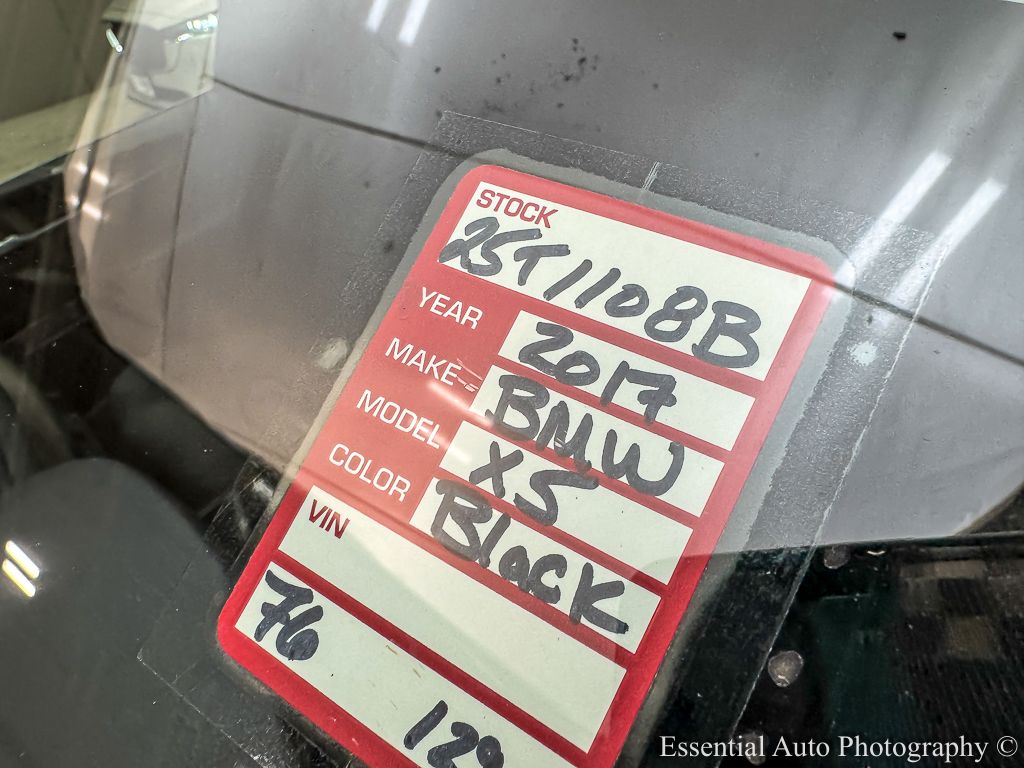 STOCK
25T1108B
YEAR 2017
MAKE BMW
MODEL X5
COLOR Black
VIN
76
Essential Auto Photography ©